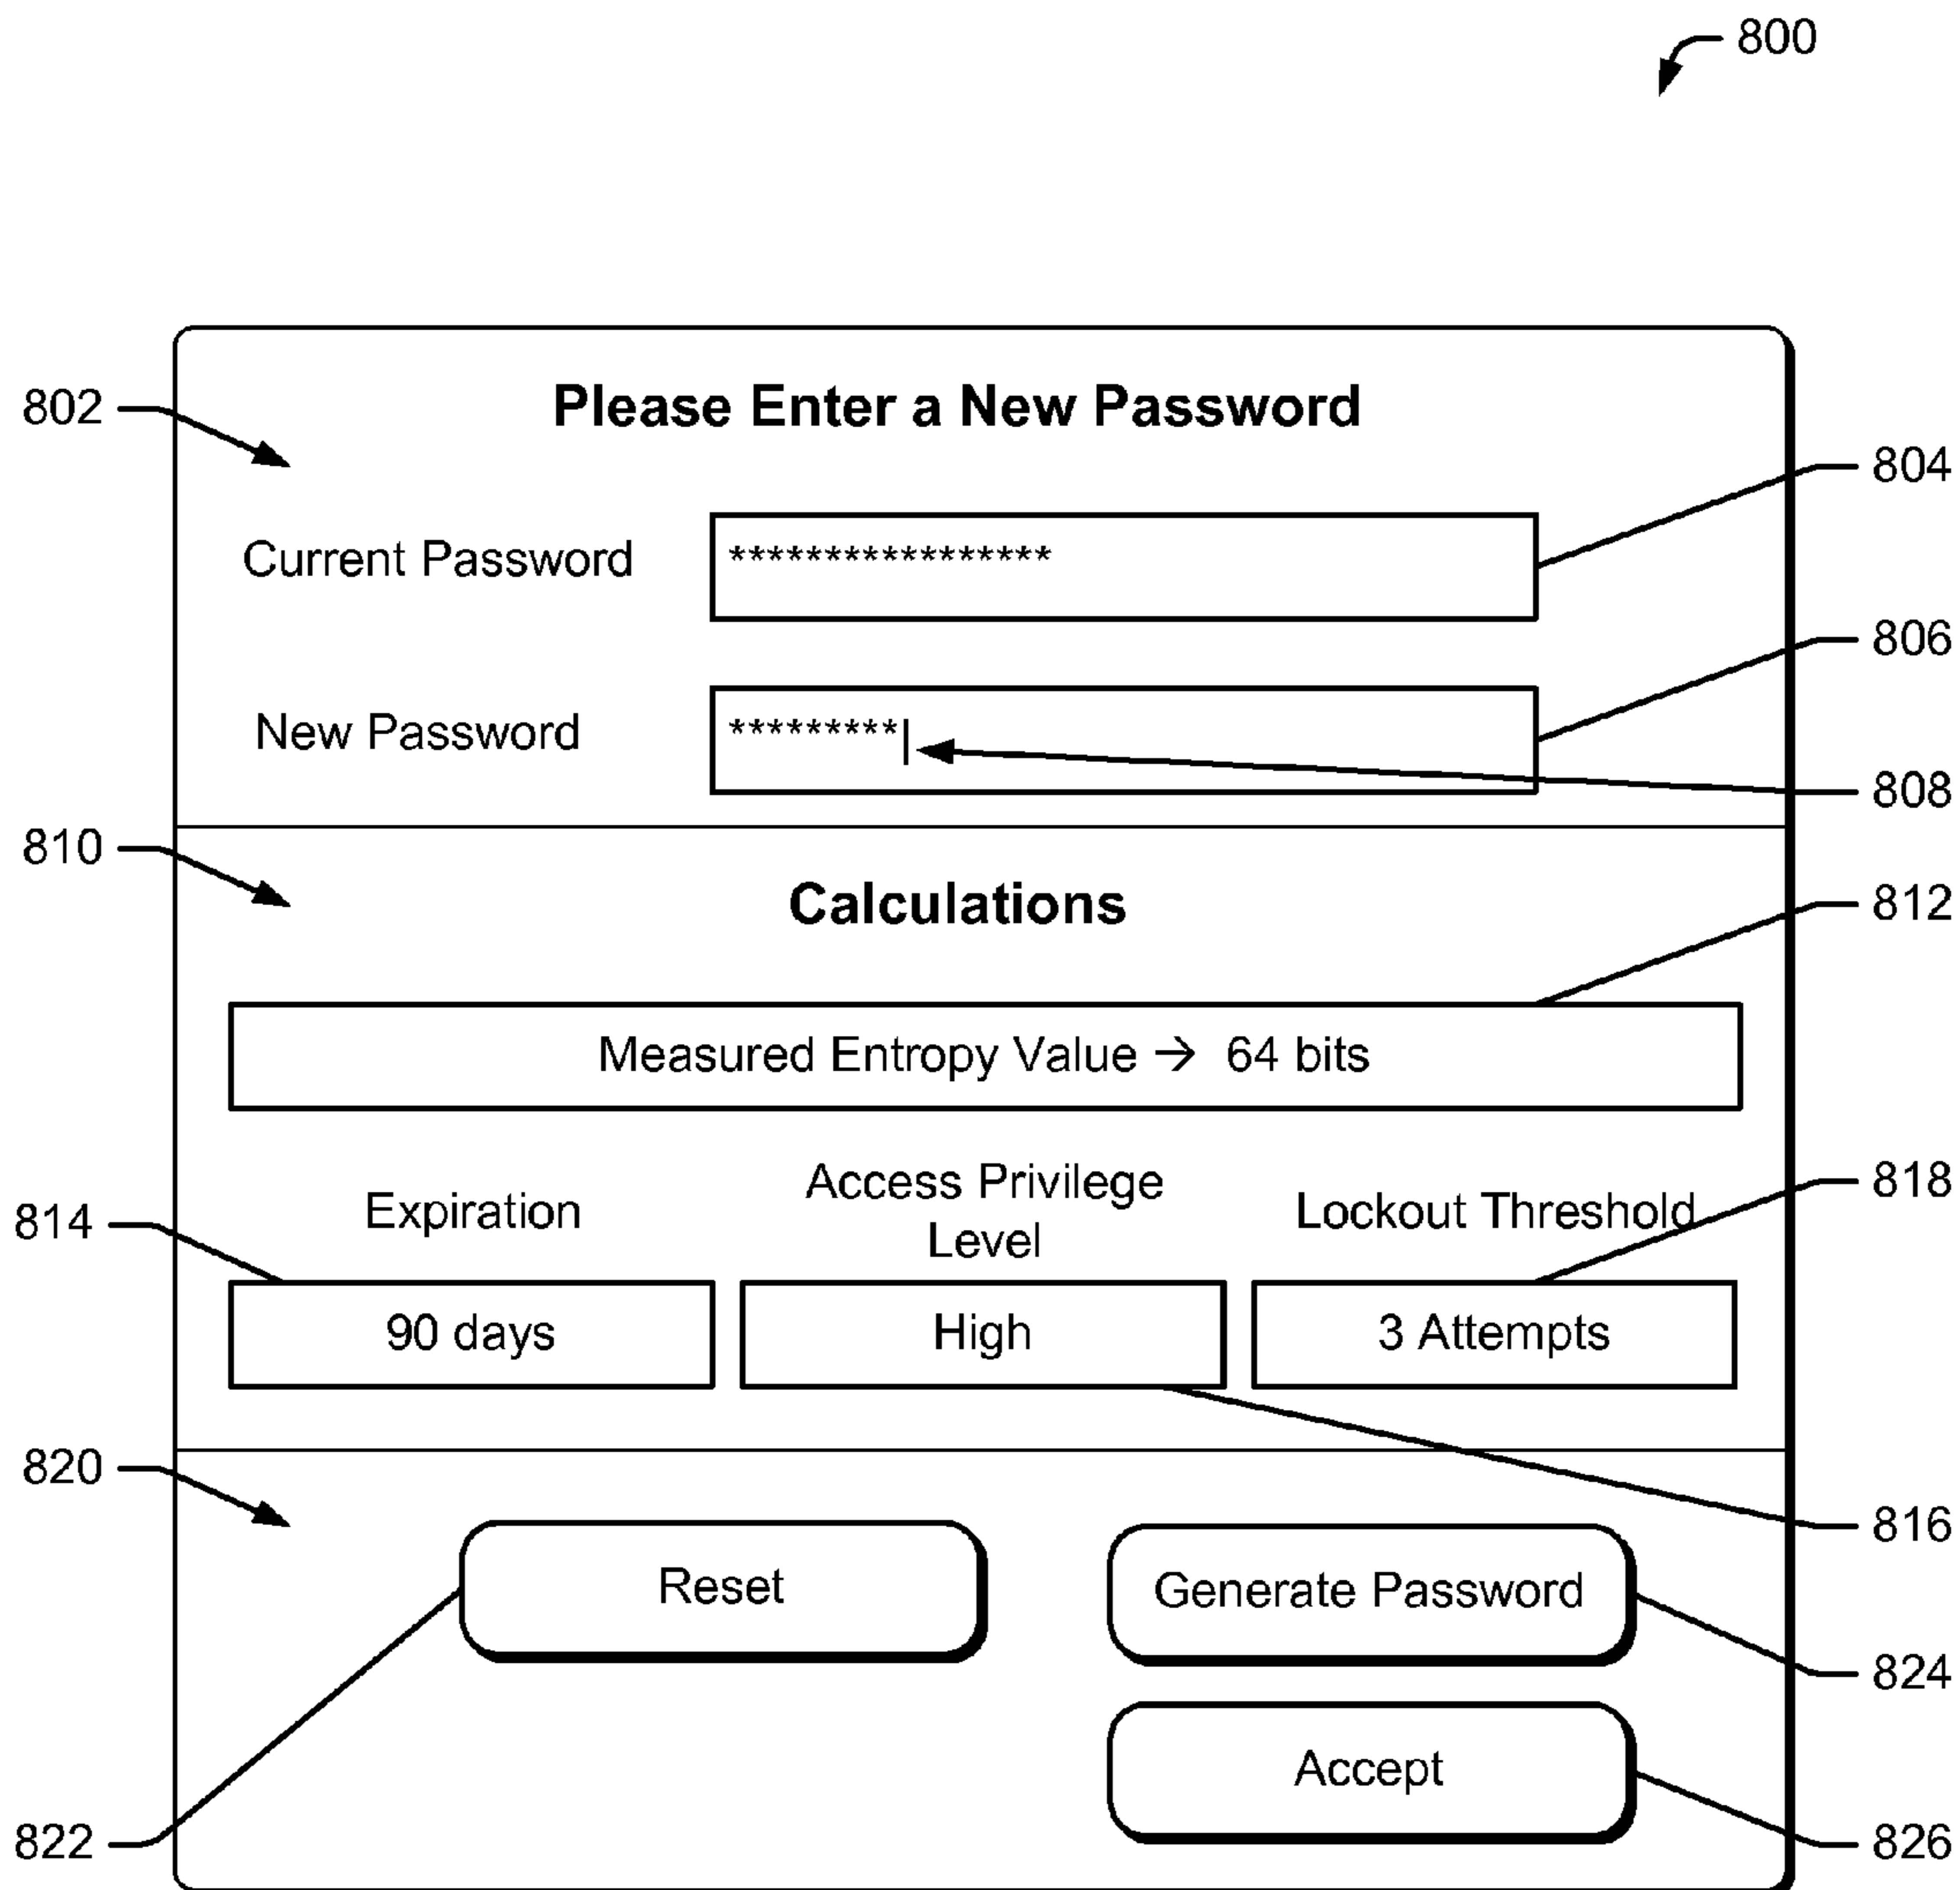 800
802
Please Enter a New Password
804
Current Password
*****************
806
New Password
*********|
808
810
Calculations
812
Measured Entropy Value → 64 bits
814
Expiration
Access Privilege
Level
Lockout Threshold
818
90 days
High
3 Attempts
820
816
Reset
Generate Password
824
Accept
822
826